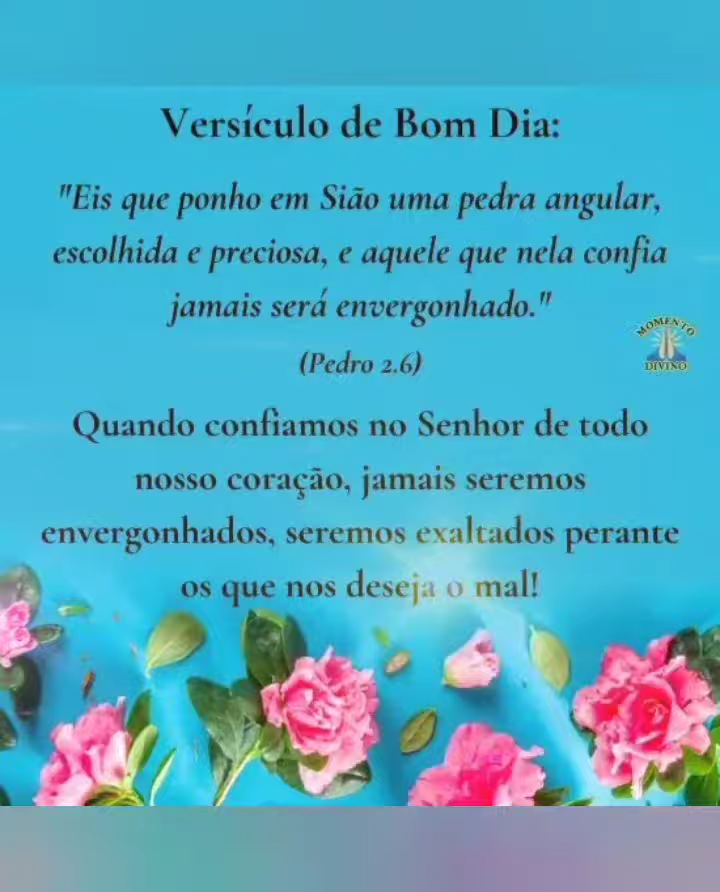 Versículo de Bom Dia:
"Eis que ponho em Sião uma pedra angular,
escolhida e preciosa, e aquele que nela confia
jamais será envergonhado."
MOMENTO
DIVINO
(Pedro 2.6)
Quando confiamos no Senhor de todo
nosso coração, jamais seremos
envergonhados, seremos exaltados perante
os que nos deseja o mal!